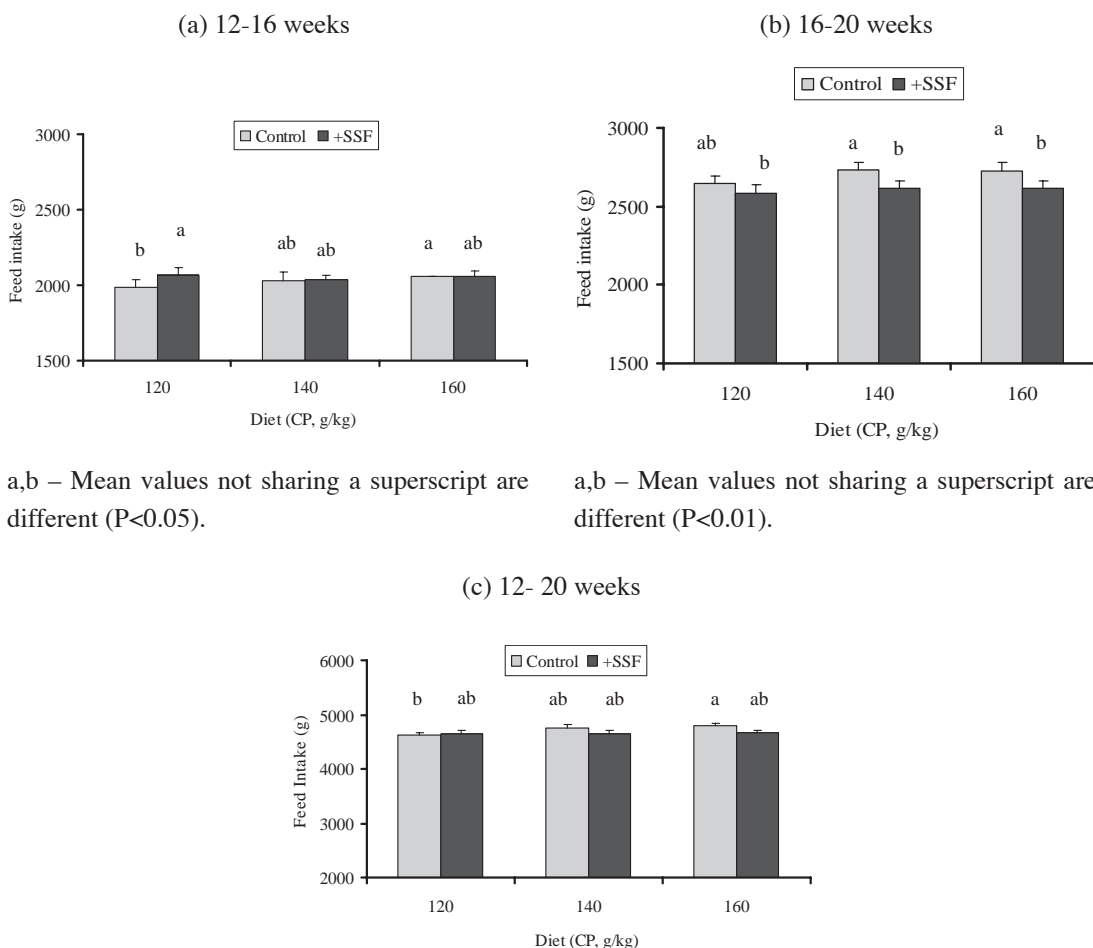 (a) 12-16 weeks
Control +SSF
3000
2500
2000
1500
Feed intake (g)
b a ab ab a ab
120 140 160
Diet (CP, g/kg)
a,b – Mean values not sharing a superscript are
different (P<0.05).
(b) 16-20 weeks
Control +SSF
3000
2500
2000
1500
Feed intake (g)
ab b a b a b
120 140 160
Diet (CP, g/kg)
a,b – Mean values not sharing a superscript are
different (P<0.01).
(c) 12- 20 weeks
Control +SSF
6000
5000
4000
3000
2000
Feed Intake (g)
b ab ab ab a ab
120 140 160
Diet (CP, g/kg)